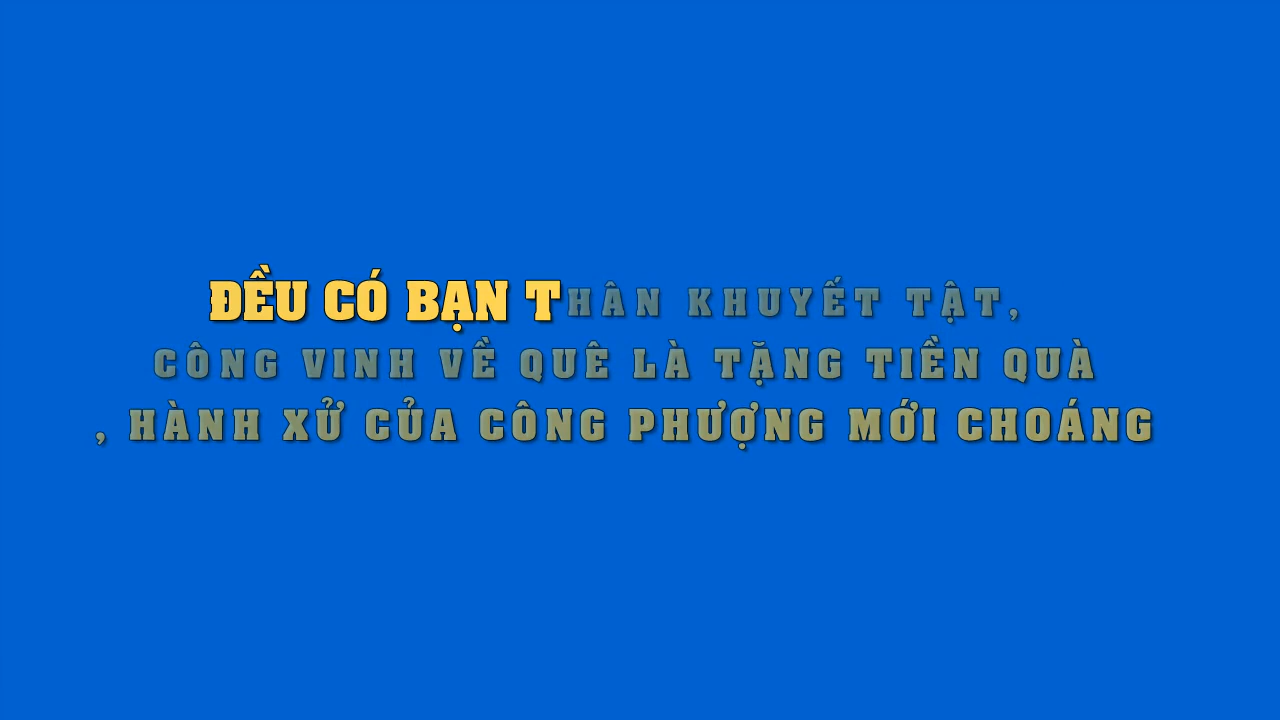 ĐỀU CÓ BẠN THÂN KHUYẾT TẬT,
CÔNG VINH VỀ QUÊ LÀ TẶNG TIỀN QUÀ
, HÀNH XỬ CỦA CÔNG PHƯỢNG MỚI CHOÁNG